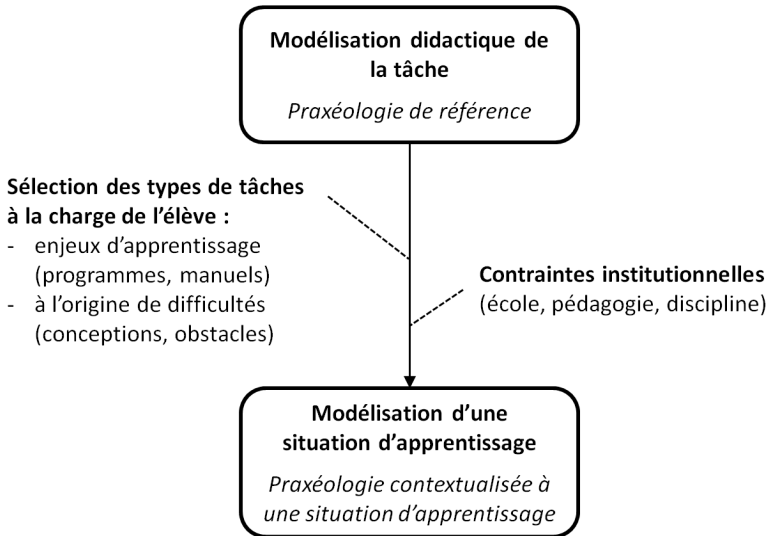 Modélisation didactique de
la tâche
Praxéologie de référence
Sélection des types de tâches
à la charge de l’élève :
- enjeux d’apprentissage
(programmes, manuels)
- à l’origine de difficultés
(conceptions, obstacles)
Contraintes institutionnelles
(école, pédagogie, discipline)
Modélisation d’une
situation d’apprentissage
Praxéologie contextualisée à
une situation d’apprentissage